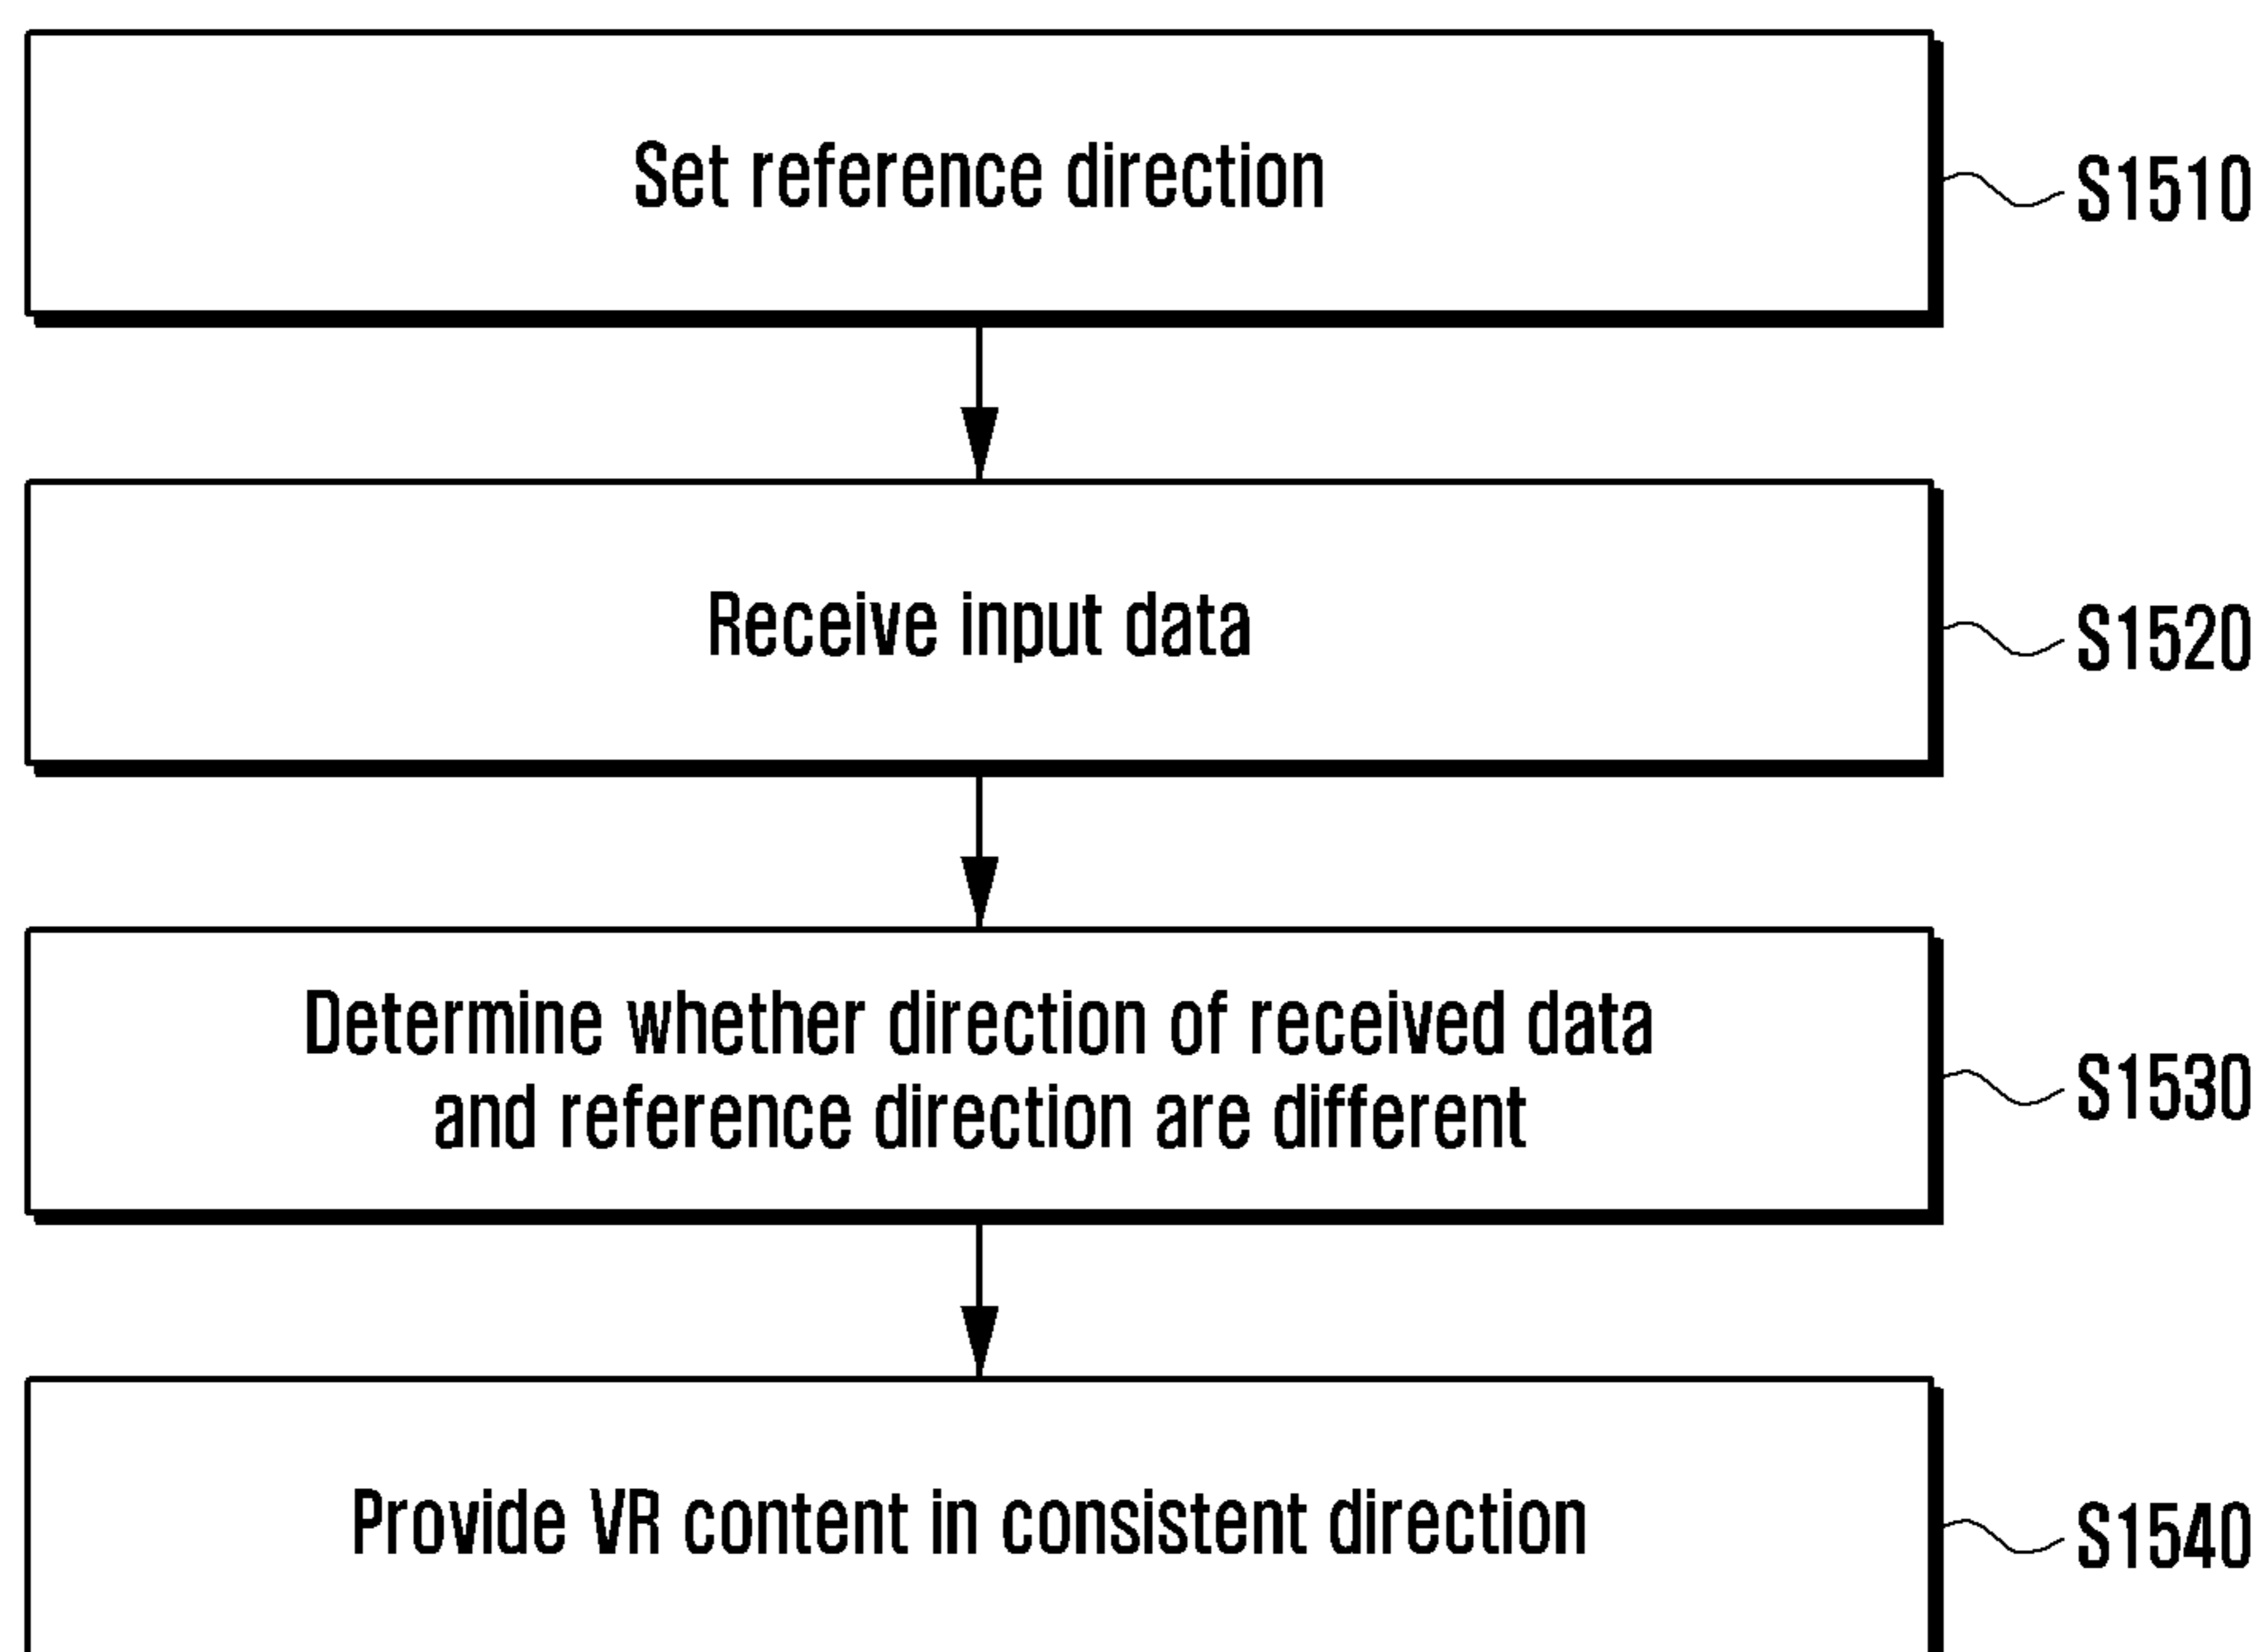 Set reference direction
S1510
Receive input data
S1520
Determine whether direction of received data
and reference direction are different
S1530
Provide VR content in consistent direction
S1540